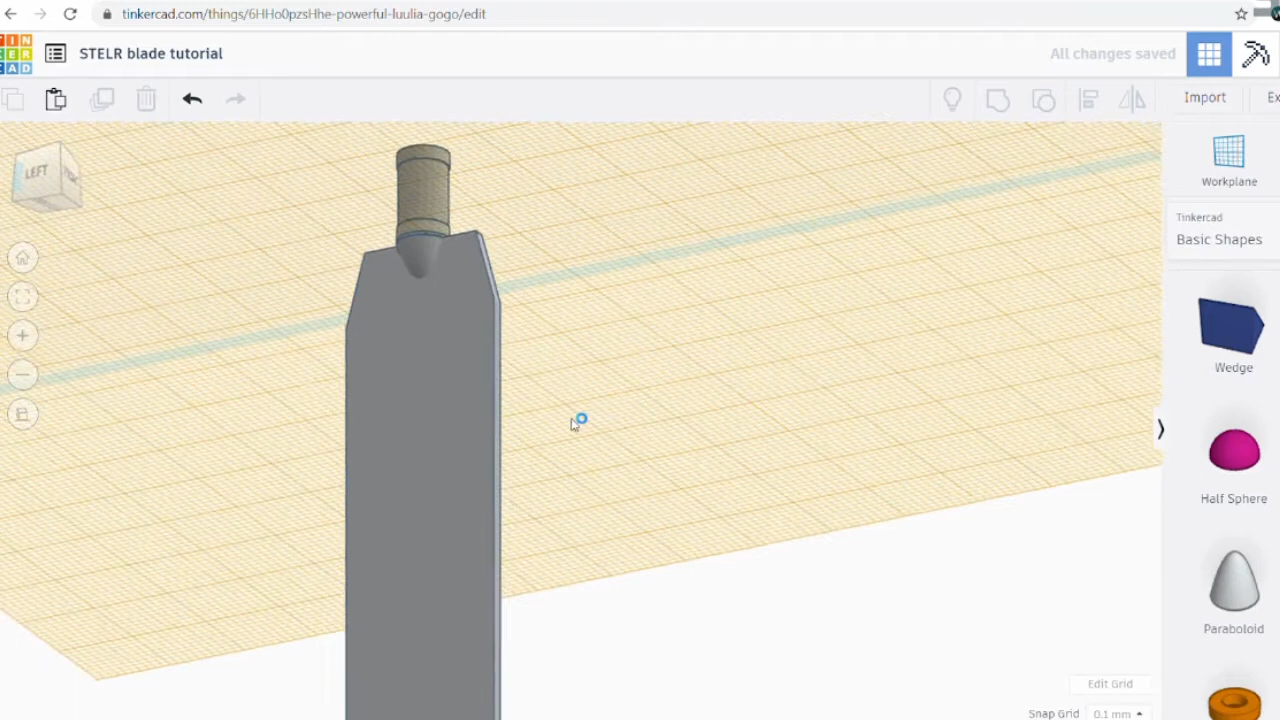 tinkercad.com/things/6HHo0pzsHhe-powerful-luulia-gogo/edit
TIN
KER
CAD
STELR blade tutorial
All changes saved
Import
Ex
Workplane
LEFT
Tinkercad
Basic Shapes
Wedge
Half Sphere
Paraboloid
Edit Grid
Snap Grid 0.1 mm